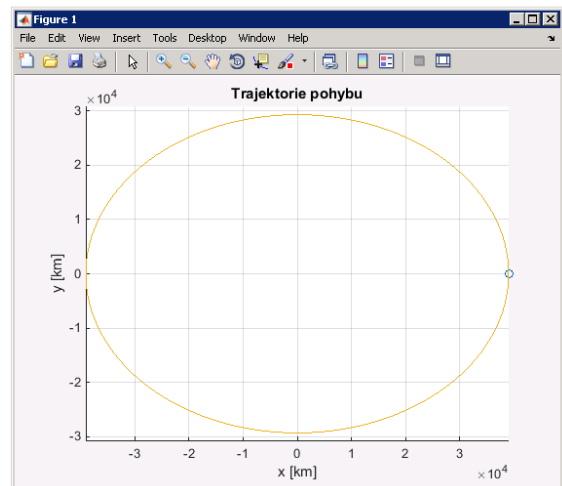 Figure 1
File Edit View Insert Tools Desktop Window Help
Trajektorie pohybu
×10⁴
3
2
1
0
-1
-2
-3
y [km]
-3 -2 -1 0 1 2 3
x [km]
×10⁴